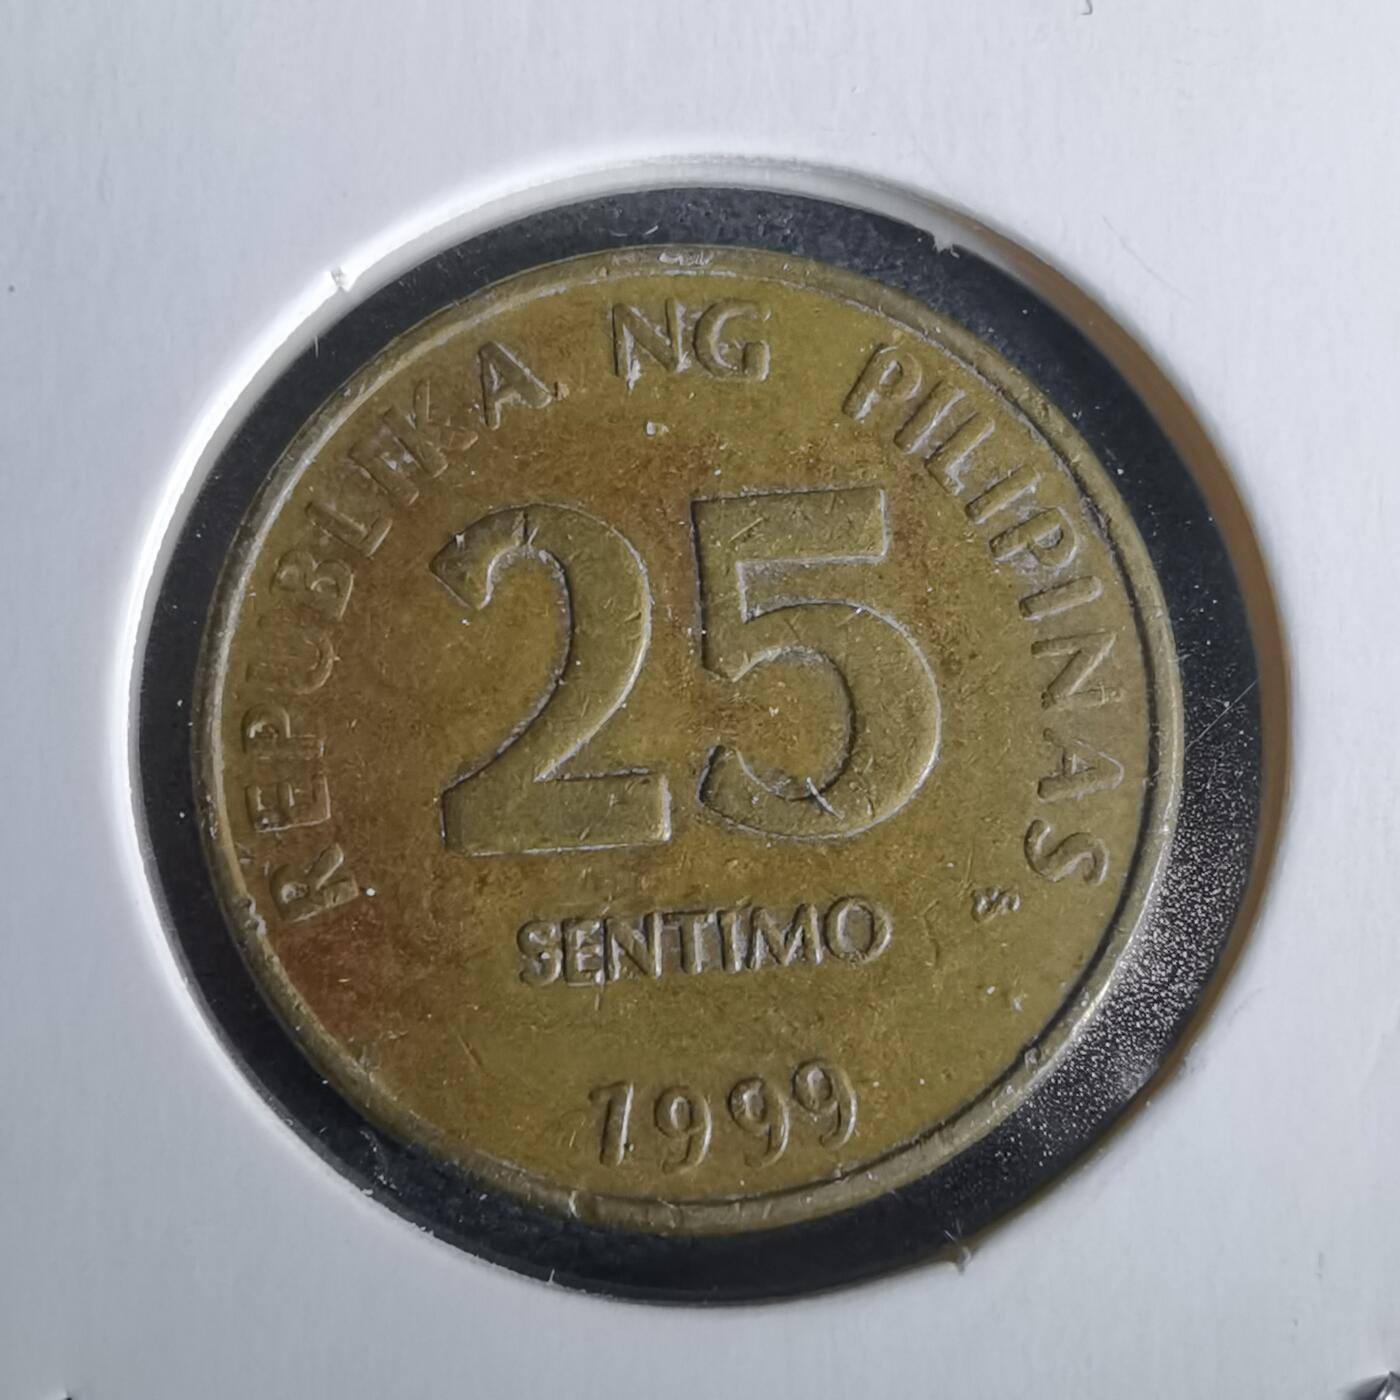 REPUBLIKA NG PILIPINAS
25
SENTIMO
1999